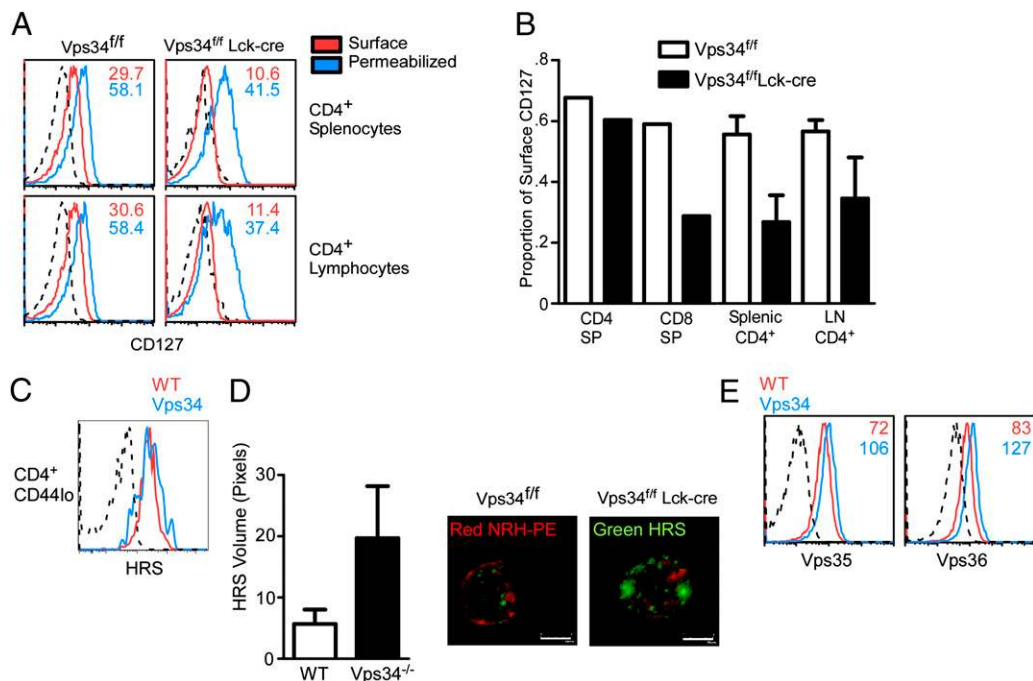 A
Vps34f/f
Vps34f/f Lck-cre
Surface
Permeabilized
29.7
58.1
10.6
41.5
CD4+
Splenocytes
30.6
58.4
11.4
37.4
CD4+
Lymphocytes
CD127
B
Vps34f/f
Vps34f/fLck-cre
Proportion of Surface CD127
.8
0.6
0.4
.2
0
CD4
SP
CD8
SP
Splenic
CD4+
LN
CD4+
C
WT
Vps34
CD4+
CD44lo
HRS
D
HRS Volume (Pixels)
30
20
10
0
WT
Vps34-/-
Vps34f/f
Vps34f/f Lck-cre
Red NRH-PE
Green HRS
E
WT
Vps34
72
106
83
127
Vps35
Vps36